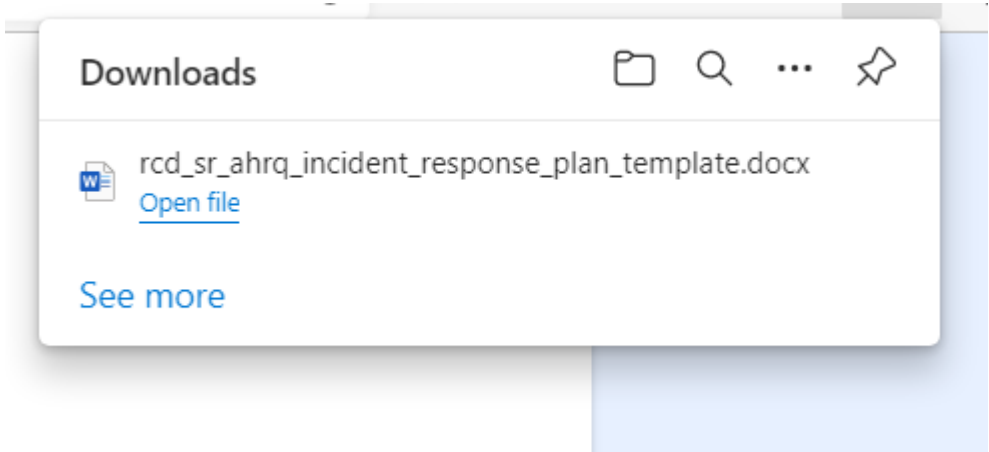 Downloads
rcd_sr_ahrq_incident_response_plan_template.docx
Open file
See more